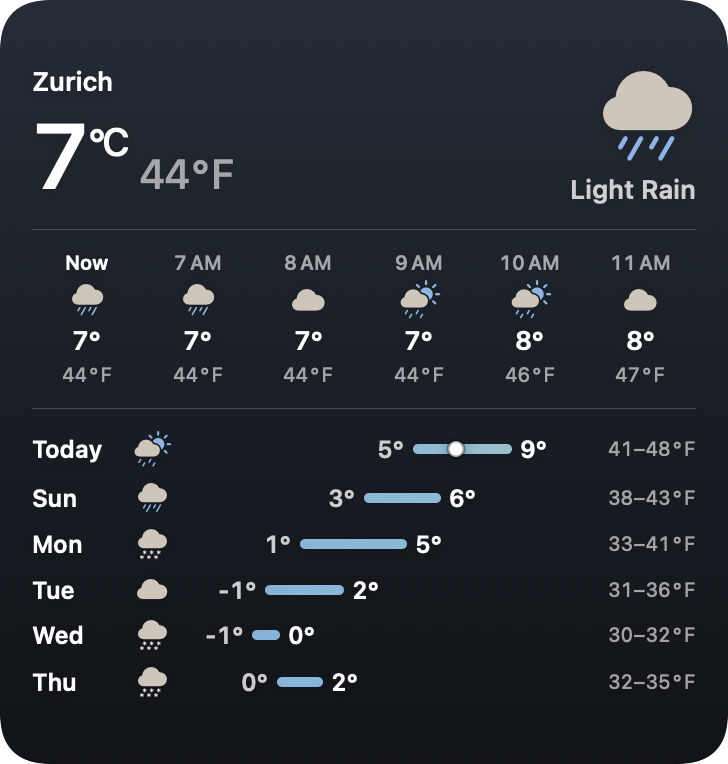 Zurich
7°C 44°F
Light Rain
Now 7 AM 8 AM 9 AM 10 AM 11 AM
7° 7° 7° 7° 8° 8°
44°F 44°F 44°F 44°F 46°F 47°F
Today 5° 9° 41–48°F
Sun 3° 6° 38–43°F
Mon 1° 5° 33–41°F
Tue -1° 2° 31–36°F
Wed -1° 0° 30–32°F
Thu 0° 2° 32–35°F